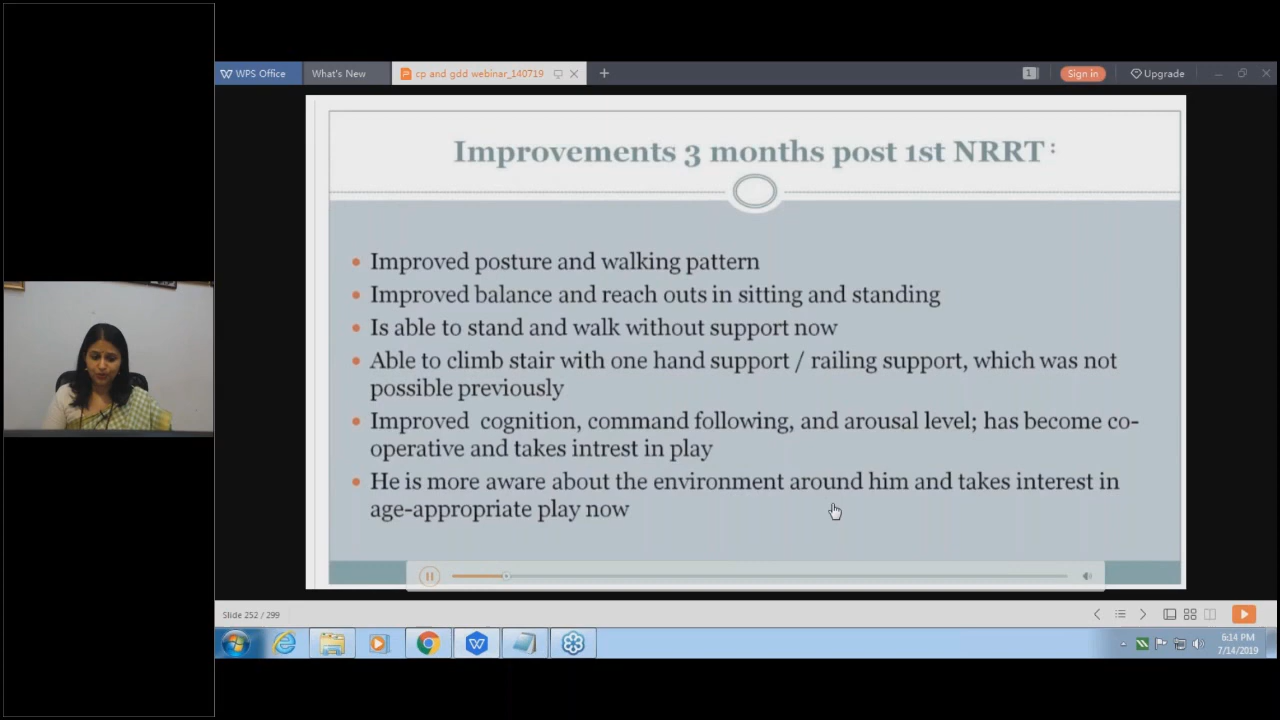 WPS Office
What's New
cp and gdd webinar_140719
1
Sign in
Upgrade
Improvements 3 months post 1st NRRT :
Improved posture and walking pattern
Improved balance and reach outs in sitting and standing
Is able to stand and walk without support now
Able to climb stair with one hand support / railing support, which was not
possible previously
Improved cognition, command following, and arousal level; has become co-
operative and takes intrest in play
He is more aware about the environment around him and takes interest in
age-appropriate play now
Slide 252 / 299
6:14 PM
7/14/2019